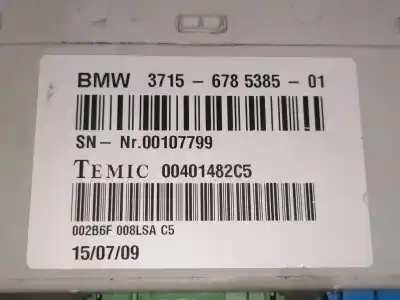 BMW 3715 - 678 5385 - 01
SN- Nr.00107799
TEMIC 00401482C5
002B6F 008LSA C5
15/07/09